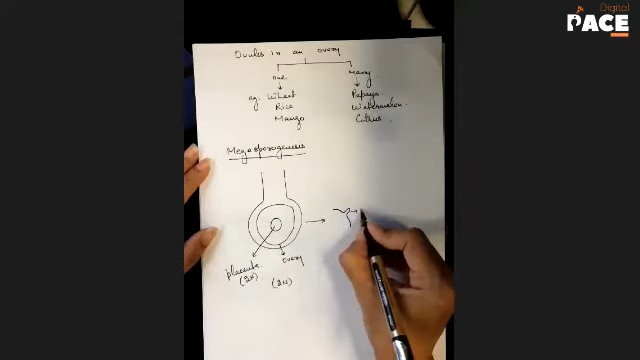 Digital
PACE
Ovules in an ovary
one many
eg: Wheat Papaya
Rice Watermelon
Mango Citrus
Megasporogenesis
placenta ovary
(2N) (2N)